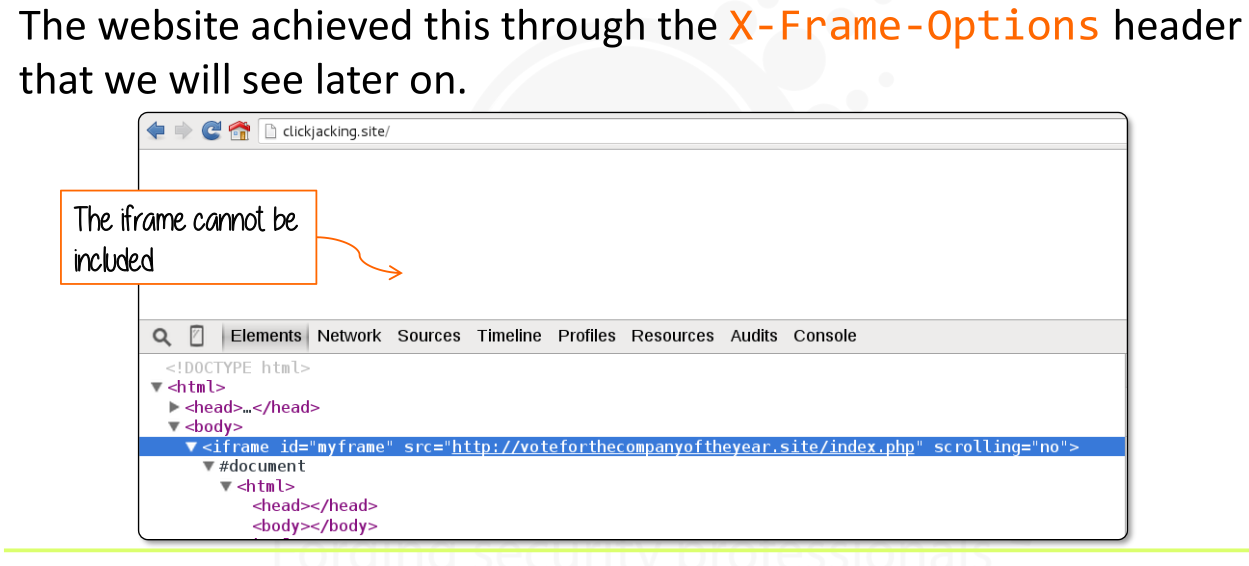 The website achieved this through the X-Frame-Options header
that we will see later on.
clickjacking.site/
The iframe cannot be
included
Elements Network Sources Timeline Profiles Resources Audits Console
<!DOCTYPE html>
▼<html>
▶<head>…</head>
▼<body>
▼<iframe id="myframe" src="http://voteforthecompanyoftheyear.site/index.php" scrolling="no">
▼#document
▼<html>
<head></head>
<body></body>
Forging security professionals